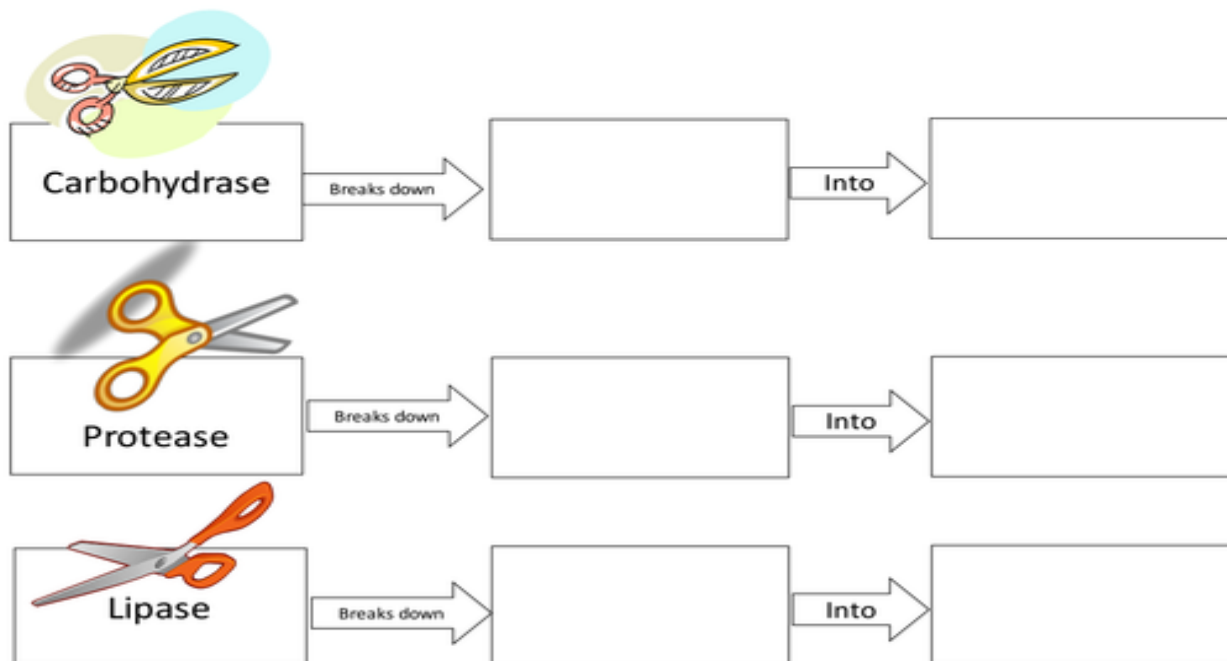 Carbohydrase
Breaks down
Into
Protease
Breaks down
Into
Lipase
Breaks down
Into